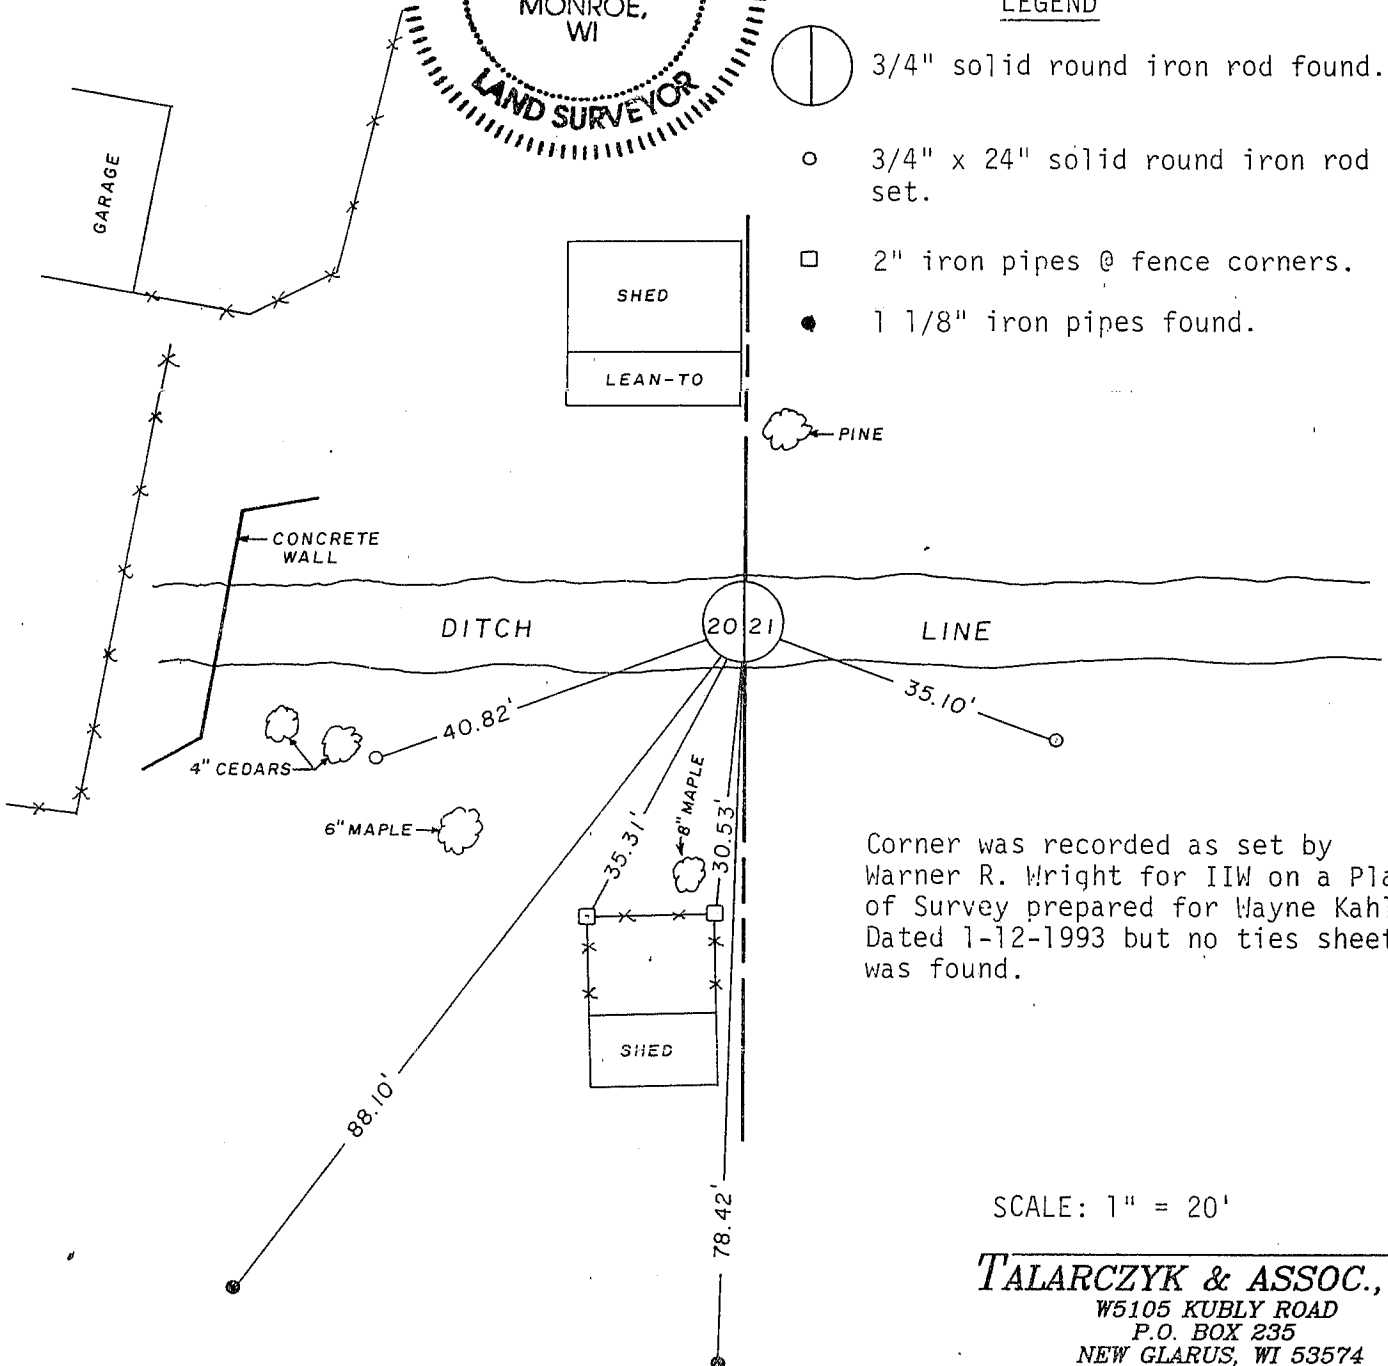 MONROE,
WI
LAND SURVEYOR
LEGEND
3/4" solid round iron rod found.
3/4" x 24" solid round iron rod
set.
2" iron pipes @ fence corners.
1 1/8" iron pipes found.
GARAGE
SHED
LEAN-TO
PINE
CONCRETE
WALL
DITCH
20 21
LINE
40.82'
35.10'
4" CEDARS
6" MAPLE
35.31'
8" MAPLE
30.53'
Corner was recorded as set by
Warner R. Wright for IIW on a
of Survey prepared for Wayne
Dated 1-12-1993 but no ties sheet
was found.
SHED
88.10'
78.42'
SCALE: 1" = 20'
TALARCZYK & ASSOC.,
W5105 KUBLY ROAD
P.O. BOX 235
NEW GLARUS, WI 53574